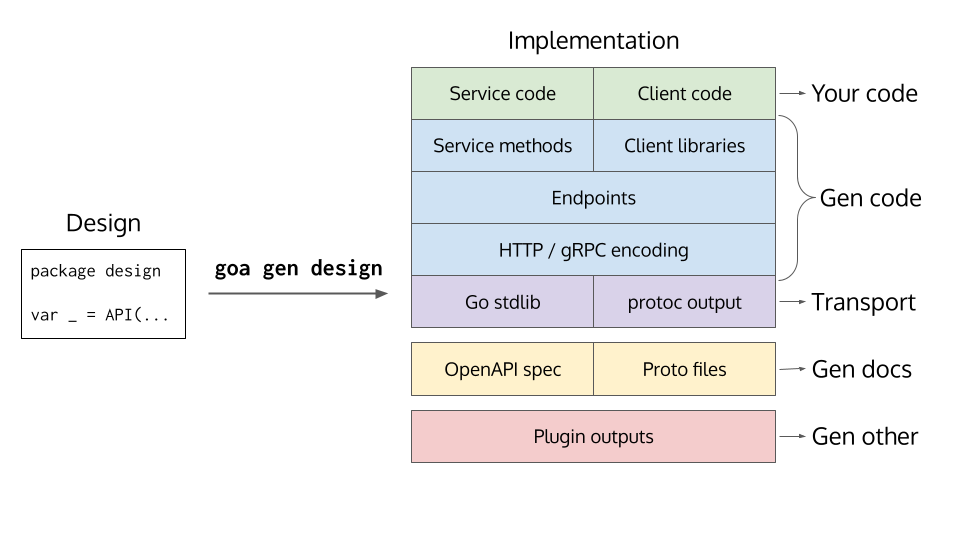 Implementation
Service code
Client code
Your code
Service methods
Client libraries
Endpoints
Gen code
HTTP / gRPC encoding
Design
package design
var _ = API(...
goa gen design
Go stdlib
protoc output
Transport
OpenAPI spec
Proto files
Gen docs
Plugin outputs
Gen other